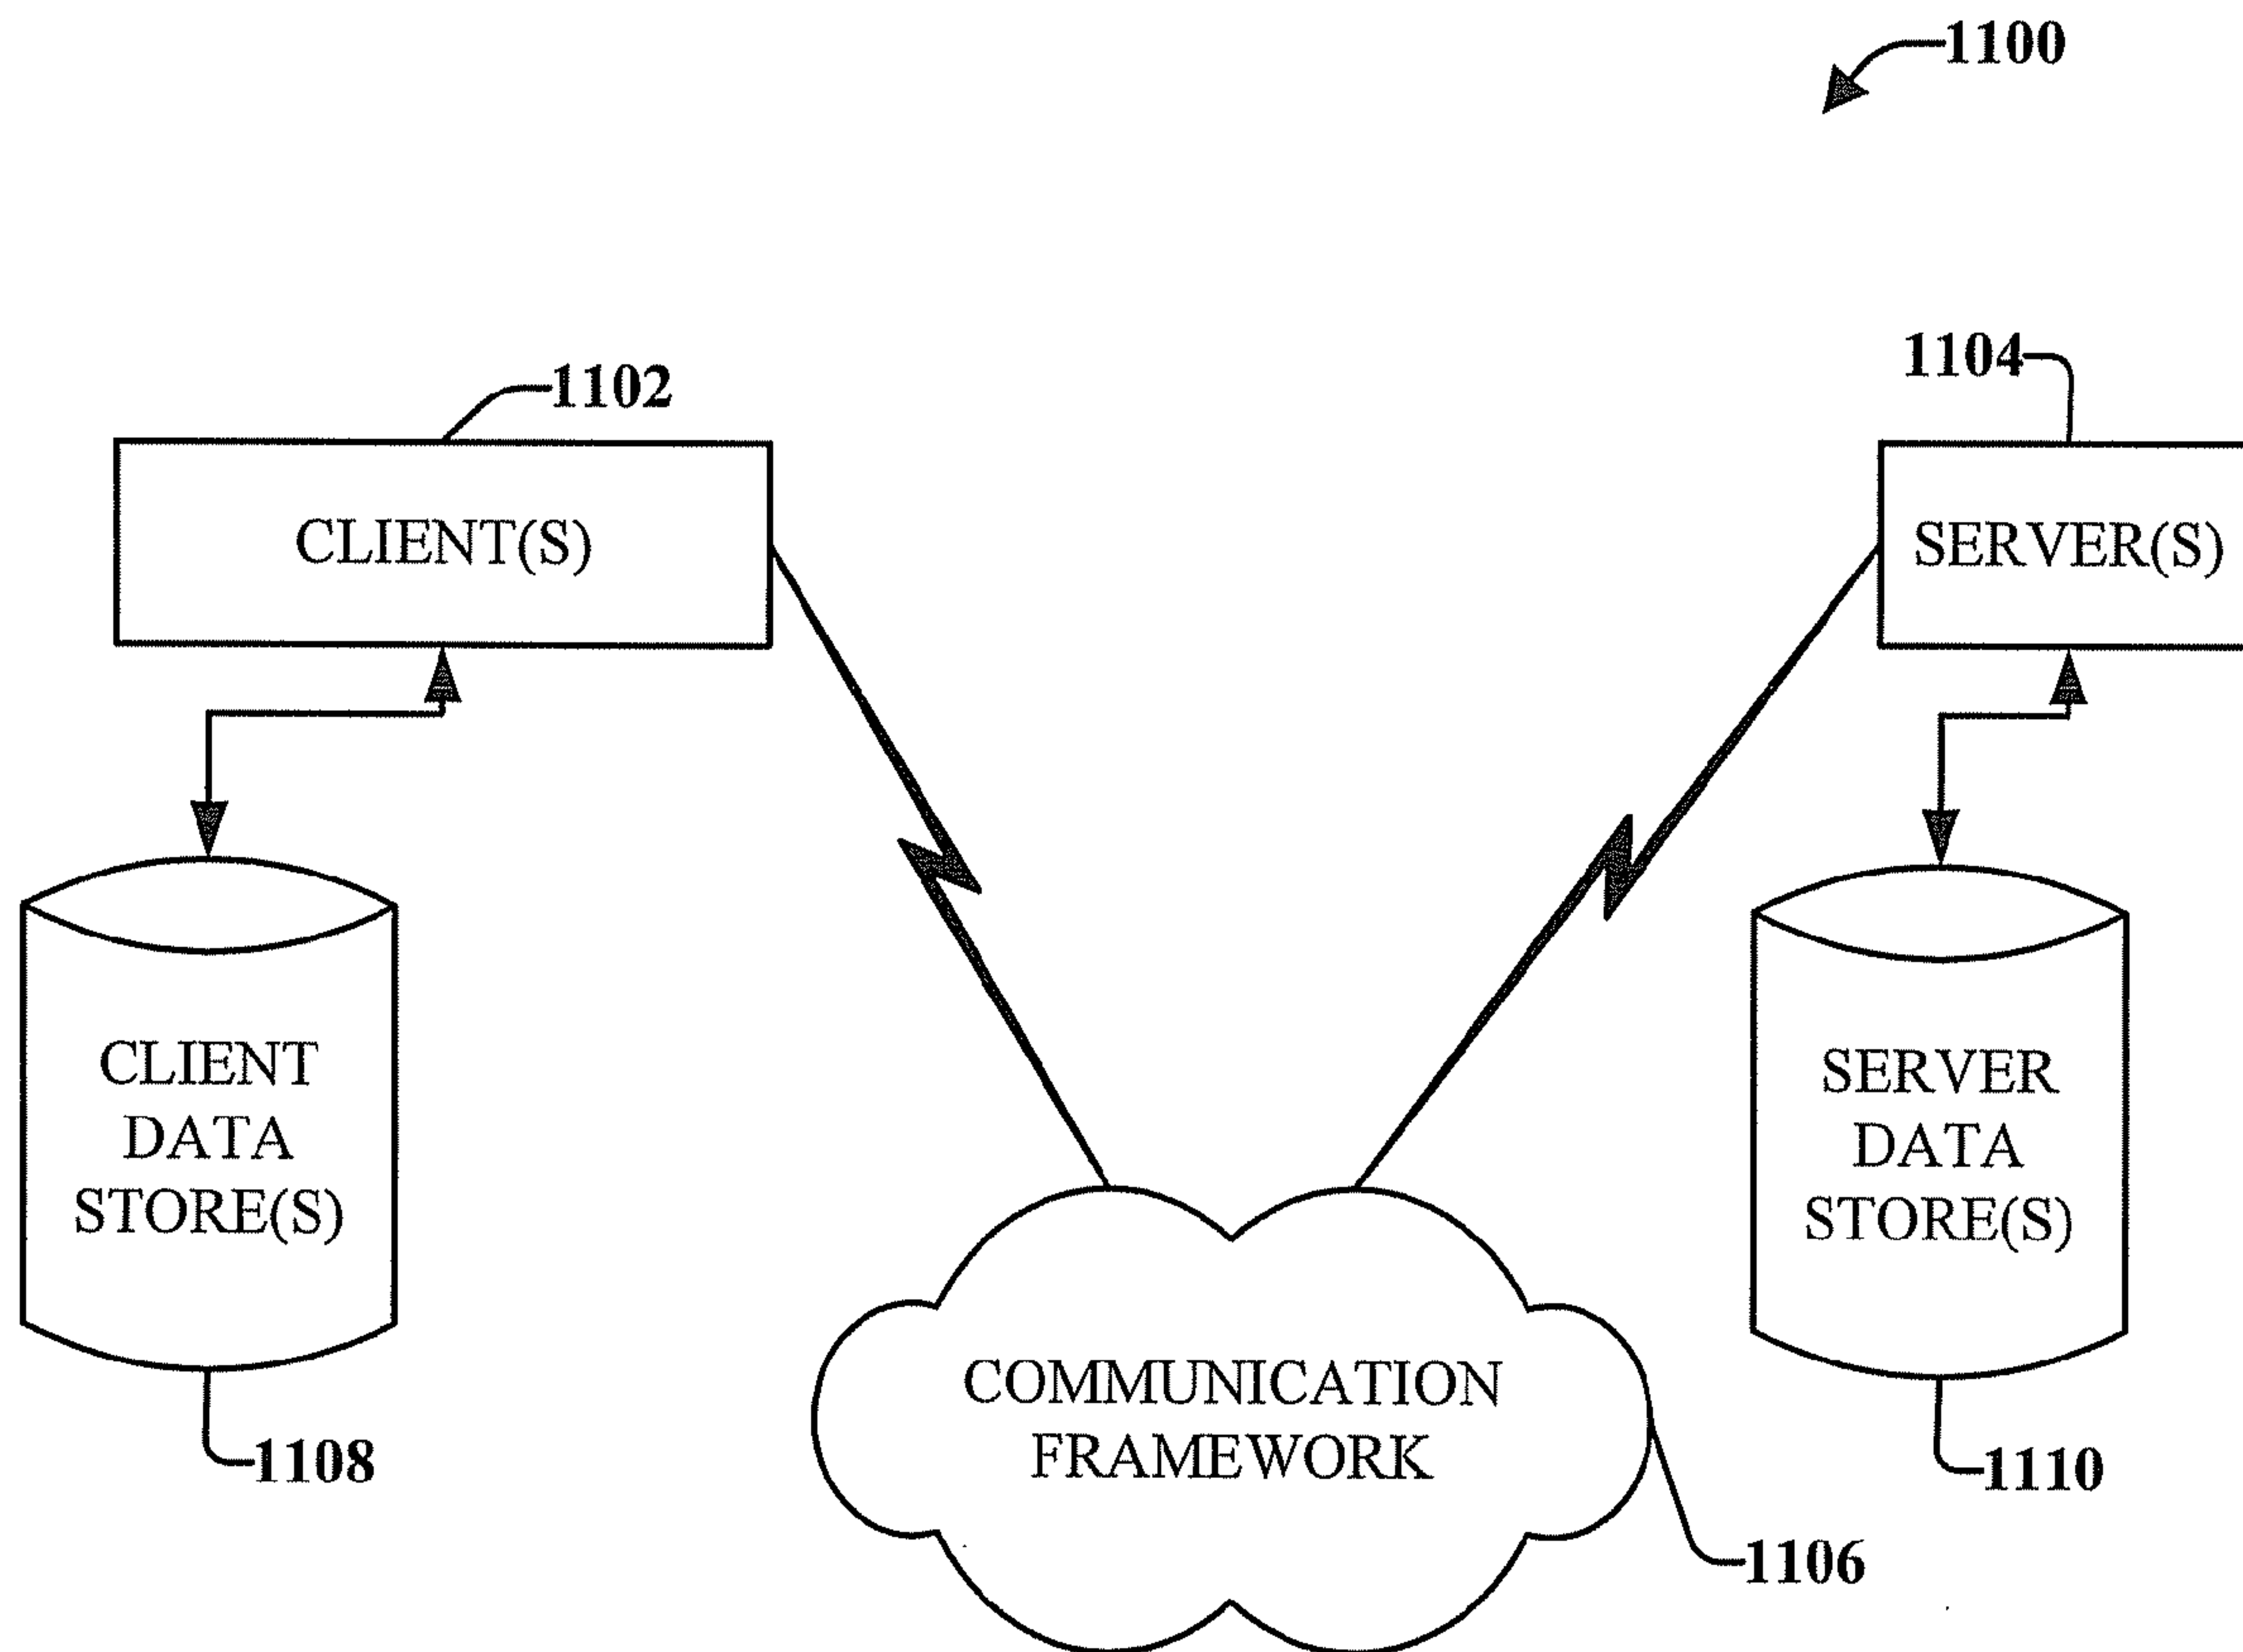 1100
1104
1102
CLIENT(S)
SERVER(S)
CLIENT
DATA
STORE(S)
SERVER
DATA
STORE(S)
COMMUNICATION
FRAMEWORK
1108
1110
1106